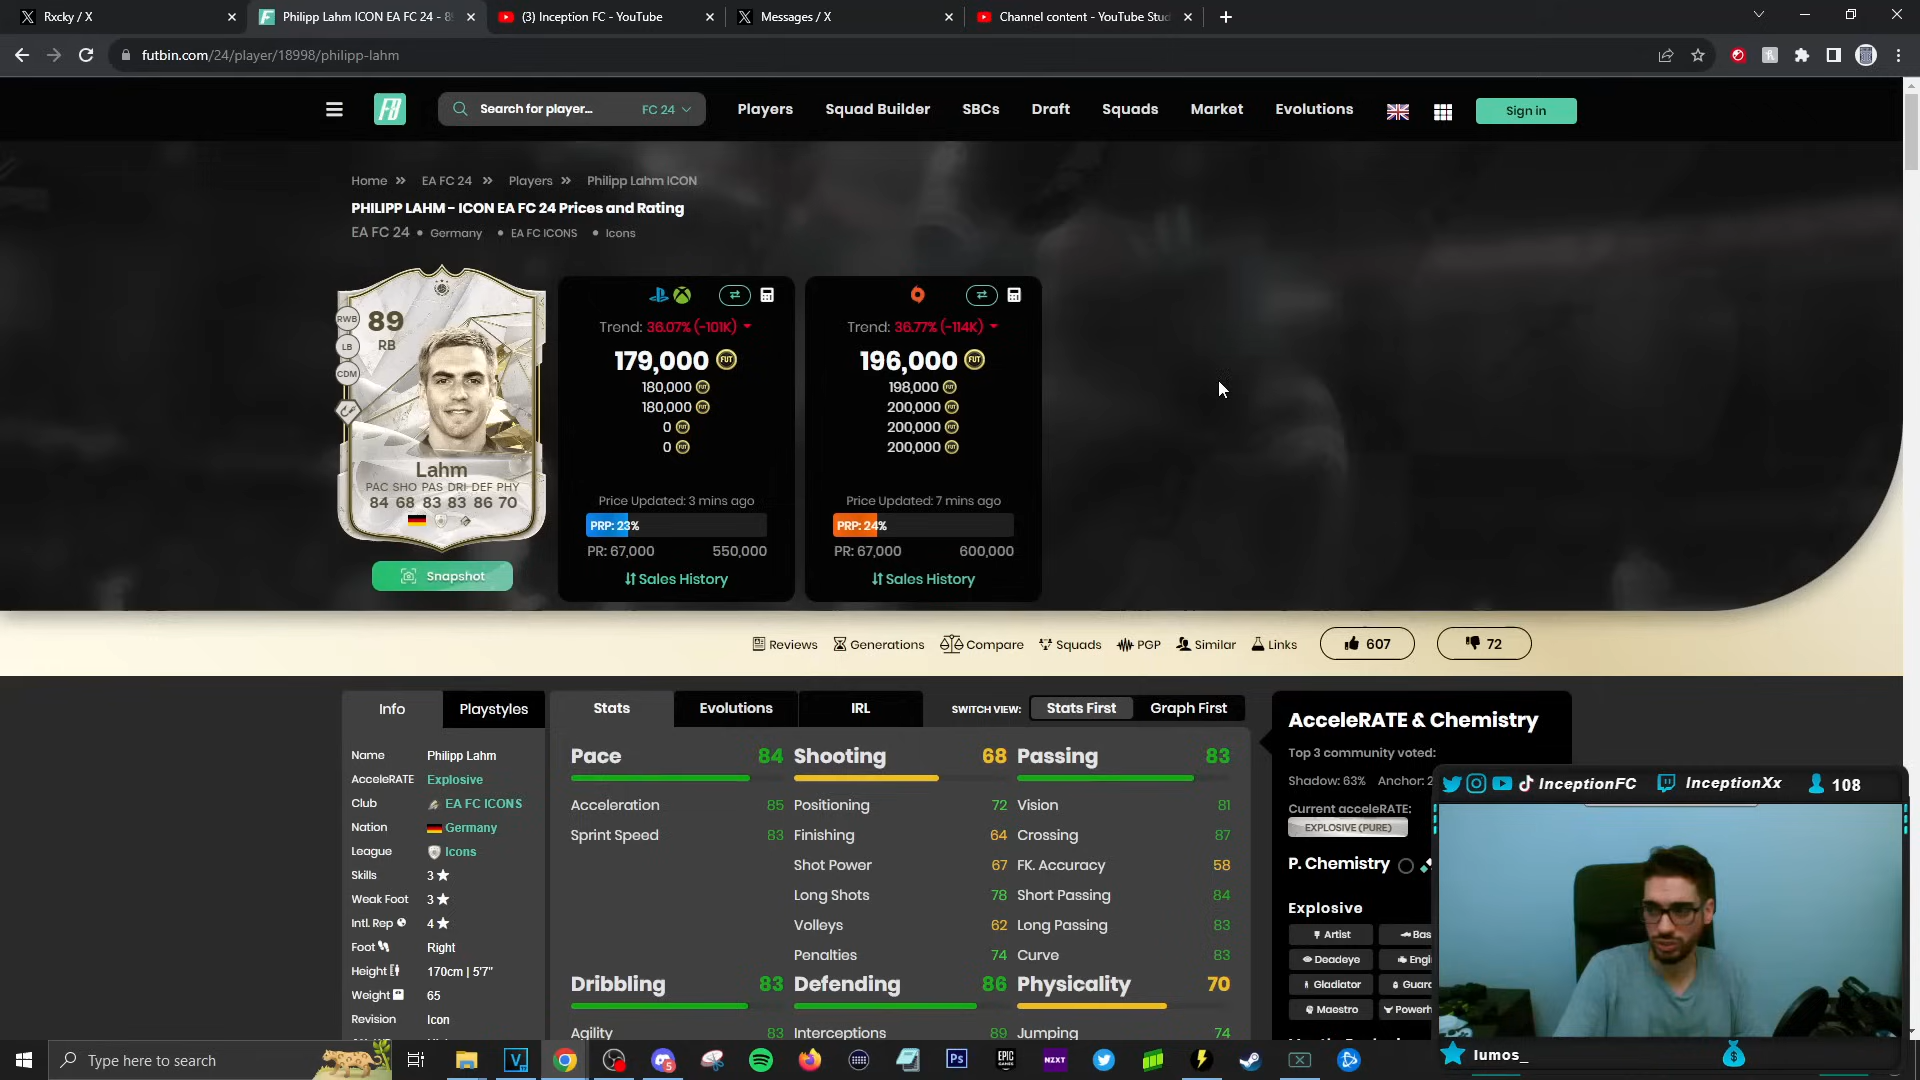 Rxcky / X
Philipp Lahm ICON EA FC 24 - 8
(3) Inception FC - YouTube
Messages / X
Channel content - YouTube Stud
futbin.com/24/player/18998/philipp-lahm
FB
Search for player...
FC 24
Players
Squad Builder
SBCs
Draft
Squads
Market
Evolutions
Sign in
Home » EA FC 24 » Players » Philipp Lahm ICON
PHILIPP LAHM - ICON EA FC 24 Prices and Rating
EA FC 24 • Germany • EA FC ICONS • Icons
RWB
LB
CDM
89
RB
Lahm
PAC SHO PAS DRI DEF PHY
84 68 83 83 86 70
Snapshot
Trend: 36.07% (-101K)
179,000
180,000
180,000
0
0
Price Updated: 3 mins ago
PRP: 23%
PR: 67,000 550,000
Sales History
Trend: 36.77% (-114K)
196,000
198,000
200,000
200,000
200,000
Price Updated: 7 mins ago
PRP: 24%
PR: 67,000 600,000
Sales History
Reviews
Generations
Compare
Squads
PGP
Similar
Links
607
72
Info
Playstyles
Name Philipp Lahm
AcceleRATE Explosive
Club EA FC ICONS
Nation Germany
League Icons
Skills 3
Weak Foot 3
Intl. Rep 4
Foot Right
Height 170cm | 5'7"
Weight 65
Revision Icon
Stats
Evolutions
IRL
SWITCH VIEW:
Stats First
Graph First
Pace 84
Acceleration 85
Sprint Speed 83
Shooting 68
Positioning 72
Finishing 64
Shot Power 67
Long Shots 78
Volleys 62
Penalties 74
Passing 83
Vision 81
Crossing 87
FK. Accuracy 58
Short Passing 84
Long Passing 83
Curve 83
Dribbling 83
Agility 83
Defending 86
Interceptions 89
Physicality 70
Jumping 74
AcceleRATE & Chemistry
Top 3 community voted:
Shadow: 63% Anchor: 2
Current acceleRATE:
EXPLOSIVE (PURE)
P. Chemistry
Explosive
Artist
Bas
Deadeye
Engi
Gladiator
Guard
Maestro
Powerh
InceptionFC
InceptionXx
108
lumos_
Type here to search
V
5
Ps
EPIC
GAMES
NZXT